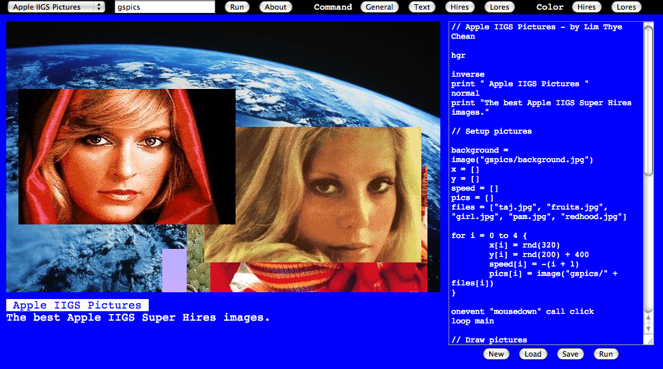 Apple IIGS Pictures gspics Run About Command General Text Hires Lores Color Hires Lores
Apple IIGS Pictures
The best Apple IIGS Super Hires images.
// Apple IIGS Pictures - by Lim Thye
Chean
hgr
inverse
print " Apple IIGS Pictures "
normal
print "The best Apple IIGS Super Hires
images."
// Setup pictures
background =
image("gspics/background.jpg")
x = []
y = []
speed = []
pics = []
files = ["taj.jpg", "fruits.jpg",
"girl.jpg", "pam.jpg", "redhood.jpg"]
for i = 0 to 4 {
x[i] = rnd(320)
y[i] = rnd(200) + 400
speed[i] = -(i + 1)
pics[i] = image("gspics/" +
files[i])
}
onevent "mousedown" call click
loop main
// Draw pictures
New Load Save Run